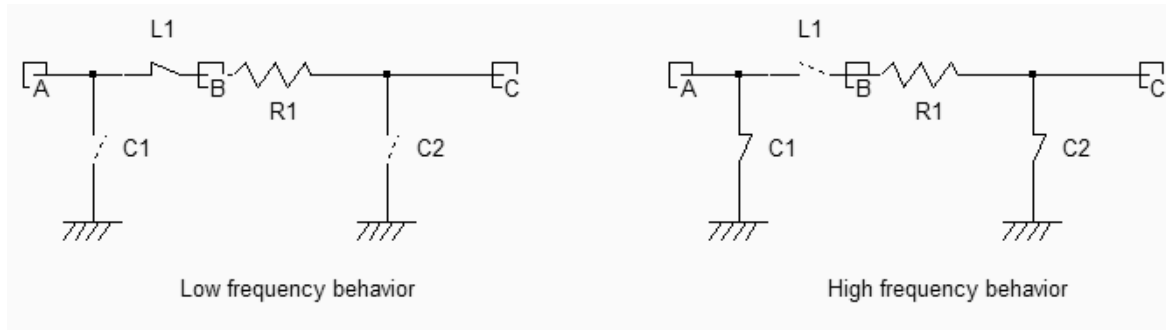 L1
A
B
R1
C
C1
C2
Low frequency behavior
L1
A
B
R1
C
C1
C2
High frequency behavior